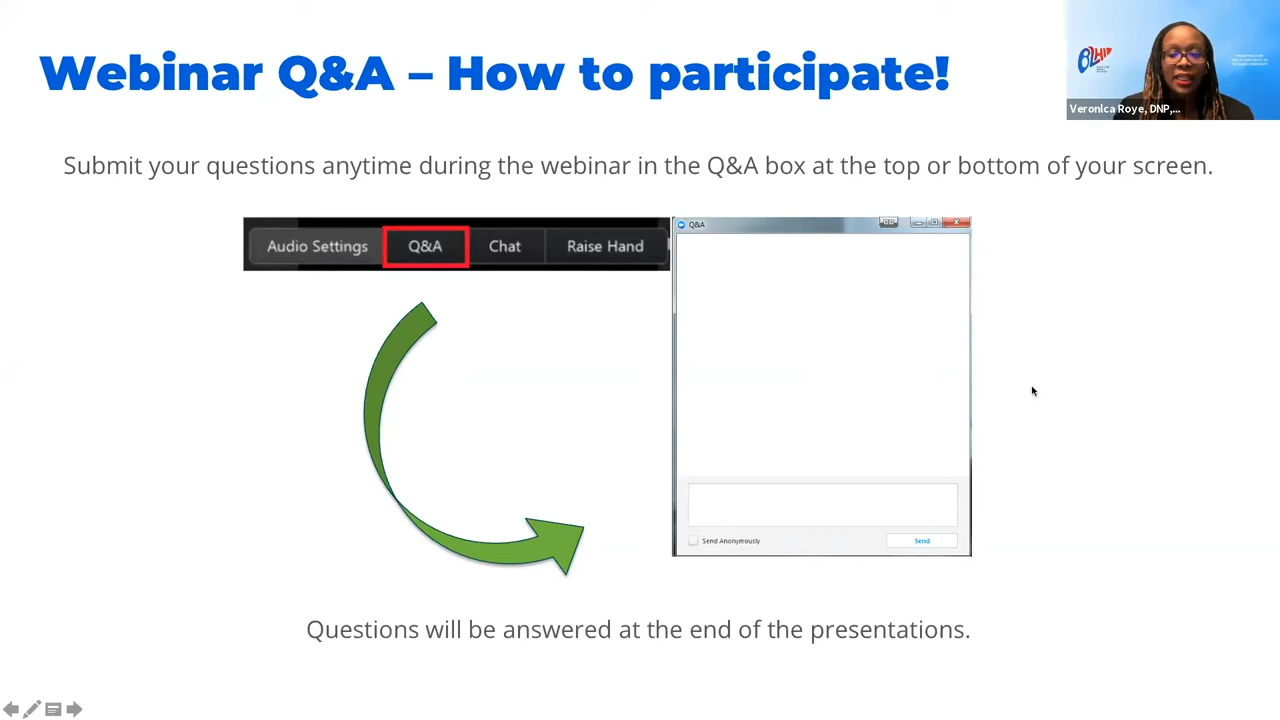 Webinar Q&A – How to participate!
BLHW
Veronica Roye, DNP,...
Submit your questions anytime during the webinar in the Q&A box at the top or bottom of your screen.
Audio Settings Q&A Chat Raise Hand
Q&A
Send Anonymously
Send
Questions will be answered at the end of the presentations.